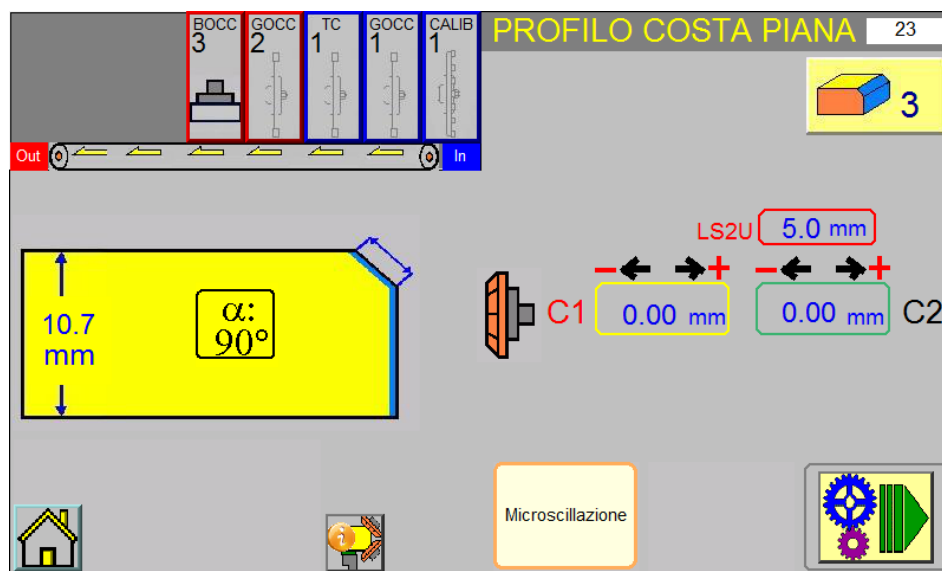 BOCC GOCC TC GOCC CALIB
3 2 1 1 1
PROFILO COSTA PIANA 23
3
Out In
LS2U 5.0 mm
− + − +
C1 0.00 mm 0.00 mm C2
10.7
mm
α:
90°
Microscillazione
i